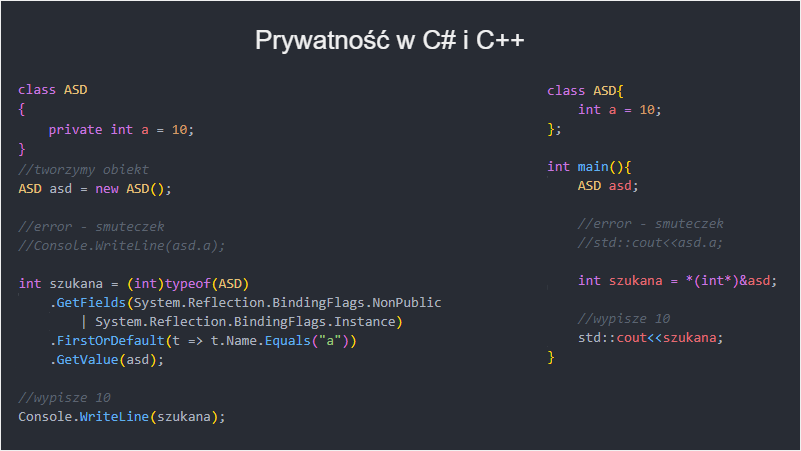 Prywatność w C# i C++
class ASD
{
    private int a = 10;
}
//tworzymy obiekt
ASD asd = new ASD();

//error - smuteczek
//Console.WriteLine(asd.a);

int szukana = (int)typeof(ASD)
    .GetFields(System.Reflection.BindingFlags.NonPublic
        | System.Reflection.BindingFlags.Instance)
    .FirstOrDefault(t => t.Name.Equals("a"))
    .GetValue(asd);

//wypisze 10
Console.WriteLine(szukana);

class ASD{
    int a = 10;
};

int main(){
    ASD asd;

    //error - smuteczek
    //std::cout<<asd.a;

    int szukana = *(int*)&asd;

    //wypisze 10
    std::cout<<szukana;
}